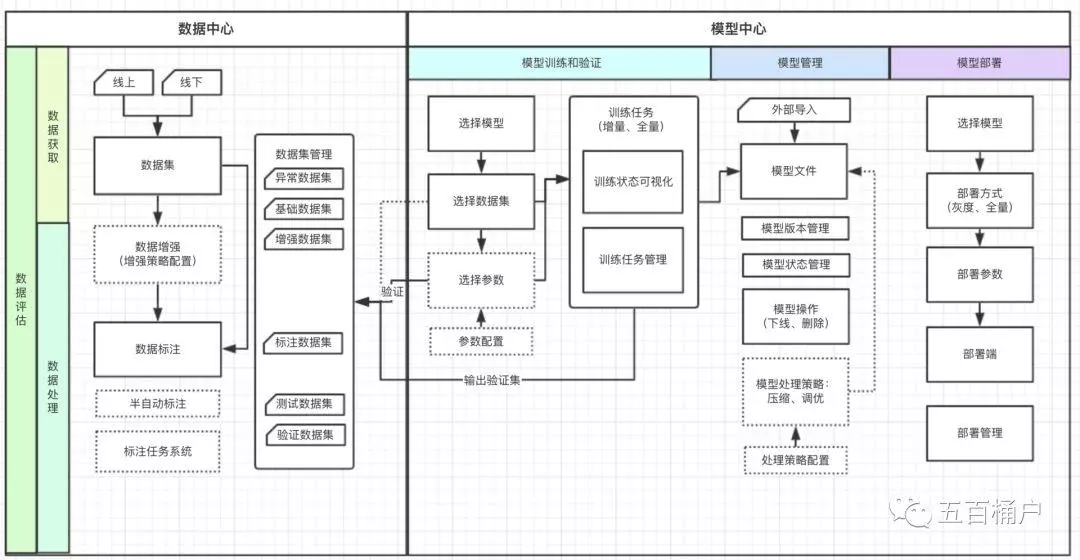 数据中心
模型中心
模型训练和验证
模型管理
模型部署
数据评估
数据获取
数据处理
线上
线下
数据集
数据增强
(增强策略配置)
数据标注
半自动标注
标注任务系统
数据集管理
异常数据集
基础数据集
增强数据集
标注数据集
测试数据集
验证数据集
验证
选择模型
选择数据集
选择参数
参数配置
输出验证集
训练任务
(增量、全量)
训练状态可视化
训练任务管理
外部导入
模型文件
模型版本管理
模型状态管理
模型操作
(下线、删除)
模型处理策略：
压缩、调优
处理策略配置
选择模型
部署方式
(灰度、全量)
部署参数
部署端
部署管理
五百桶户